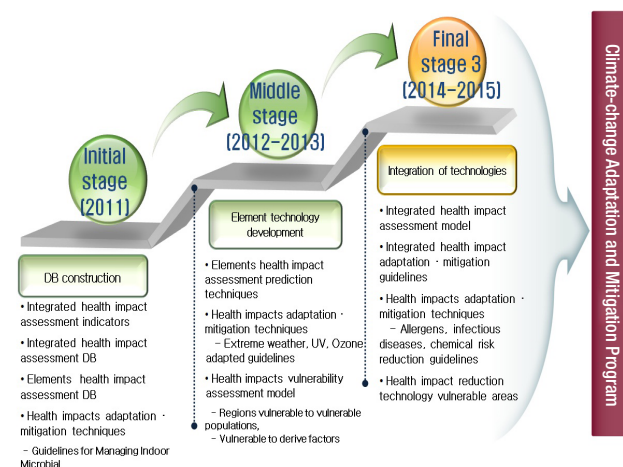 Initial
stage
(2011)
Middle
stage
(2012-2013)
Final
stage 3
(2014-2015)
DB construction
• Integrated health impact
assessment indicators
• Integrated health impact
assessment DB
• Elements health impact
assessment DB
• Health impacts adaptation ·
mitigation techniques
- Guidelines for Managing Indoor
Microbial
Element technology
development
• Elements health impact
assessment prediction
techniques
• Health impacts adaptation ·
mitigation techniques
- Extreme weather, UV, Ozone
adapted guidelines
• Health impacts vulnerability
assessment model
- Regions vulnerable to vulnerable
populations,
- Vulnerable to derive factors
Integration of technologies
• Integrated health impact
assessment model
• Integrated health impact
adaptation · mitigation
guidelines
• Health impacts adaptation ·
mitigation techniques
- Allergens, infectious
diseases, chemical risk
reduction guidelines
• Health impact reduction
technology vulnerable areas
Climate-change Adaptation and Mitigation Program